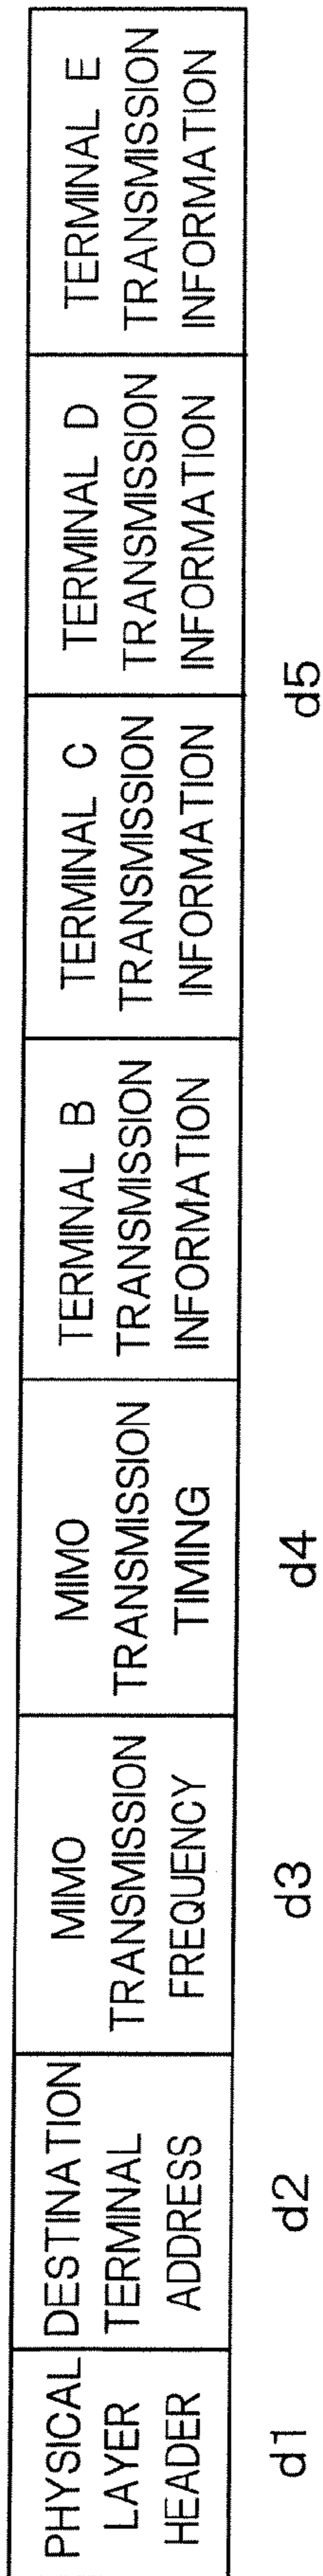 PHYSICAL
LAYER
HEADER
DESTINATION
TERMINAL
ADDRESS
MIMO
TRANSMISSION
FREQUENCY
MIMO
TRANSMISSION
TIMING
TERMINAL B
TRANSMISSION
INFORMATION
TERMINAL C
TRANSMISSION
INFORMATION
TERMINAL D
TRANSMISSION
INFORMATION
TERMINAL E
TRANSMISSION
INFORMATION
d1
d2
d3
d4
d5